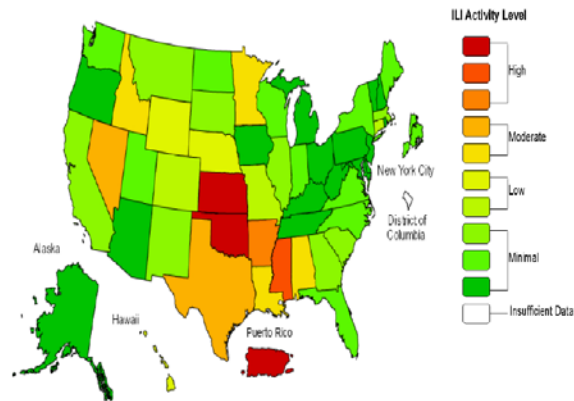 ILI Activity Level
High
Moderate
Low
Minimal
Insufficient Data
New York City
District of
Columbia
Alaska
Hawaii
Puerto Rico